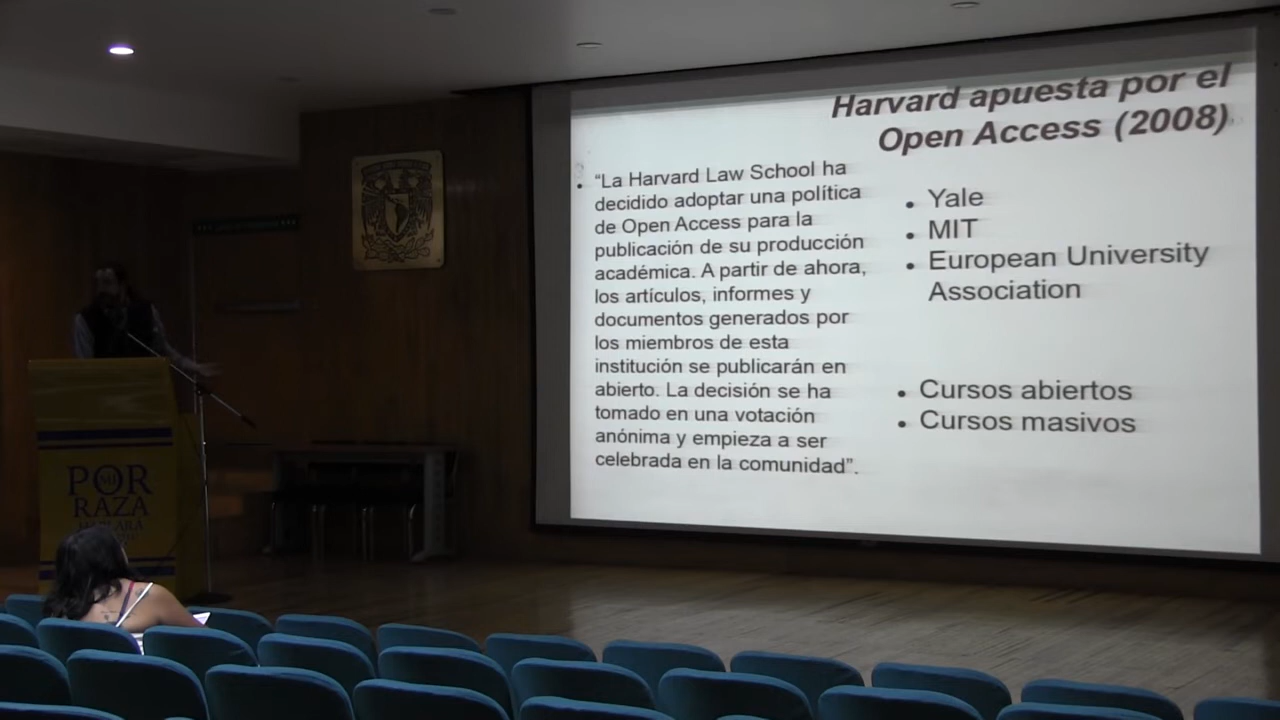 Harvard apuesta por el
Open Access (2008)
• “La Harvard Law School ha
decidido adoptar una política
de Open Access para la
publicación de su producción
académica. A partir de ahora,
los artículos, informes y
documentos generados por
los miembros de esta
institución se publicarán en
abierto. La decisión se ha
tomado en una votación
anónima y empieza a ser
celebrada en la comunidad”.
• Yale
• MIT
• European University
Association
• Cursos abiertos
• Cursos masivos
POR
MI
RAZA
HABLARA